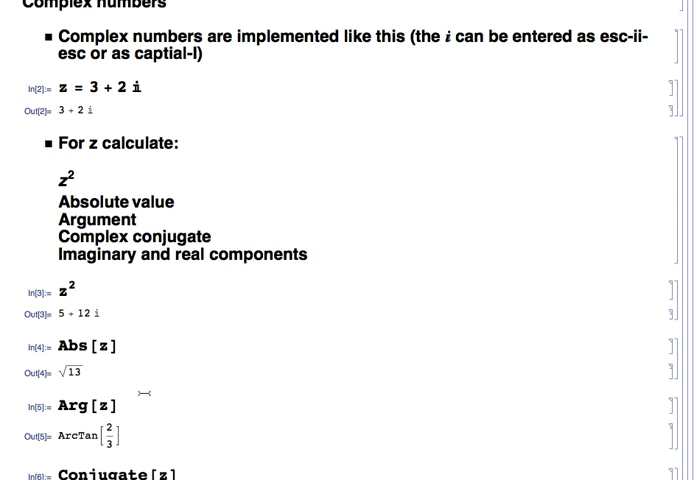 Complex numbers
■ Complex numbers are implemented like this (the i can be entered as esc-ii-
esc or as captial-I)
In[2]:= z = 3 + 2 i
Out[2]= 3 + 2 i
■ For z calculate:
z²
Absolute value
Argument
Complex conjugate
Imaginary and real components
In[3]:= z²
Out[3]= 5 + 12 i
In[4]:= Abs[z]
Out[4]= √13
In[5]:= Arg[z]
Out[5]= ArcTan[2/3]
In[6]:= Conjugate[z]